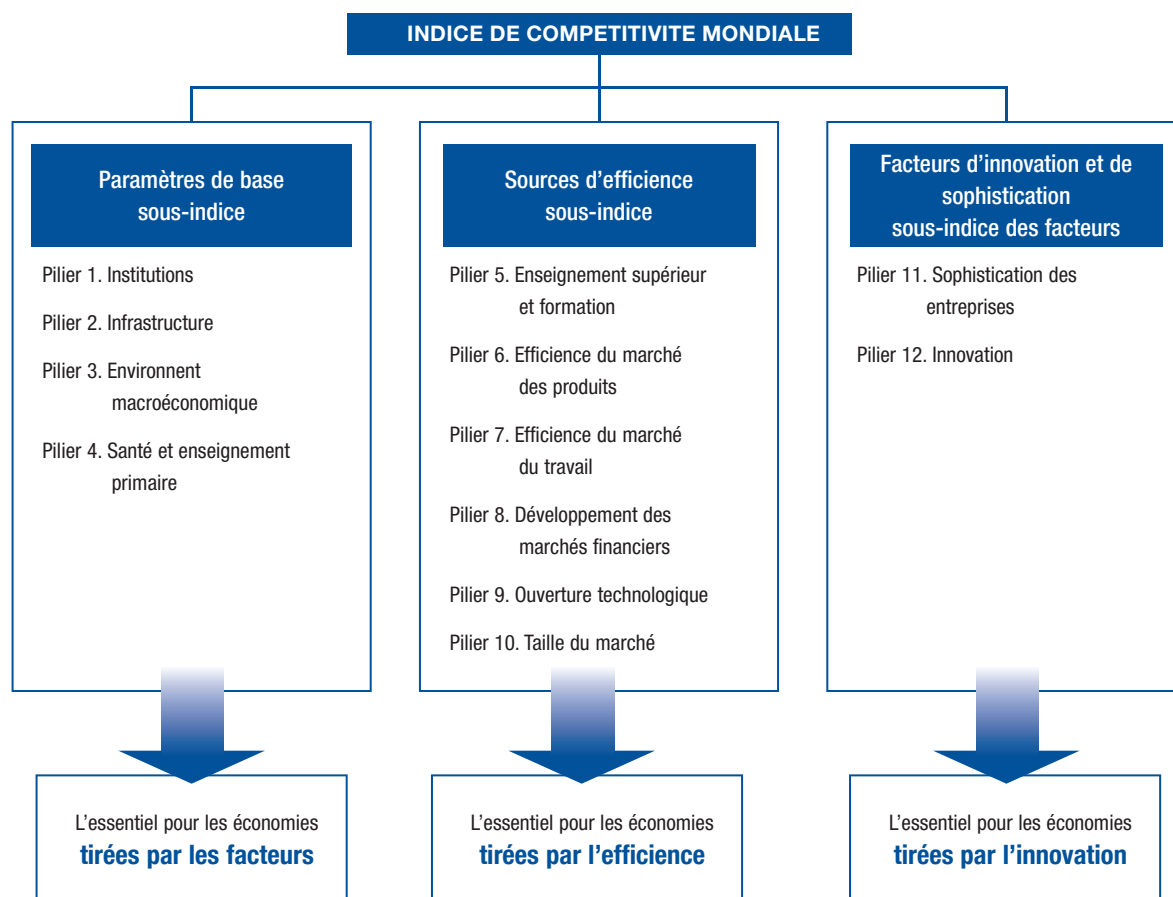 INDICE DE COMPETITIVITE MONDIALE
Paramètres de base
sous-indice
Pilier 1. Institutions
Pilier 2. Infrastructure
Pilier 3. Environnent
macroéconomique
Pilier 4. Santé et enseignement
primaire
Sources d’efficience
sous-indice
Pilier 5. Enseignement supérieur
et formation
Pilier 6. Efficience du marché
des produits
Pilier 7. Efficience du marché
du travail
Pilier 8. Développement des
marchés financiers
Pilier 9. Ouverture technologique
Pilier 10. Taille du marché
Facteurs d’innovation et de
sophistication
sous-indice des facteurs
Pilier 11. Sophistication des
entreprises
Pilier 12. Innovation
L’essentiel pour les économies
tirées par les facteurs
L’essentiel pour les économies
tirées par l’efficience
L’essentiel pour les économies
tirées par l’innovation